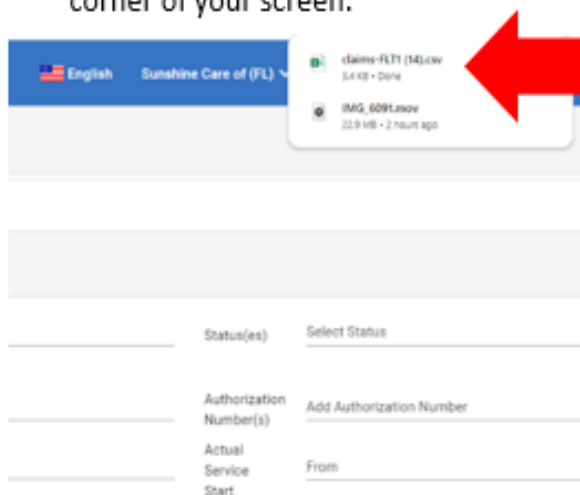 corner of your screen.
claims-FLT1 (14).csv
3.4 KB • Done
English Sunshine Care of (FL)
IMG_6091.mov
22.9 MB • 2 hours ago
Status(es) Select Status
Authorization
Number(s) Add Authorization Number
Actual
Service From
Start